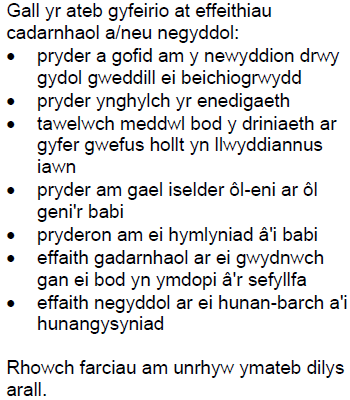 Gall yr ateb gyfeirio at effeithiau
cadarnhaol a/neu negyddol:
• pryder a gofid am y newyddion drwy
gydol gweddill ei beichiogrwydd
• pryder ynghylch yr enedigaeth
• tawelwch meddwl bod y driniaeth ar
gyfer gwefus hollt yn llwyddiannus
iawn
• pryder am gael iselder ôl-eni ar ôl
geni'r babi
• pryderon am ei hymlyniad â'i babi
• effaith gadarnhaol ar ei gwydnwch
gan ei bod yn ymdopi â'r sefyllfa
• effaith negyddol ar ei hunan-barch a'i
hunangysyniad
Rhowch farciau am unrhyw ymateb dilys
arall.